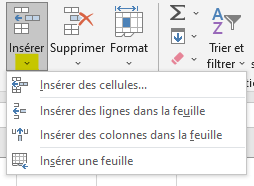 Insérer Supprimer Format
Trier et
filtrer
Insérer des cellules...
Insérer des lignes dans la feuille
Insérer des colonnes dans la feuille
Insérer une feuille